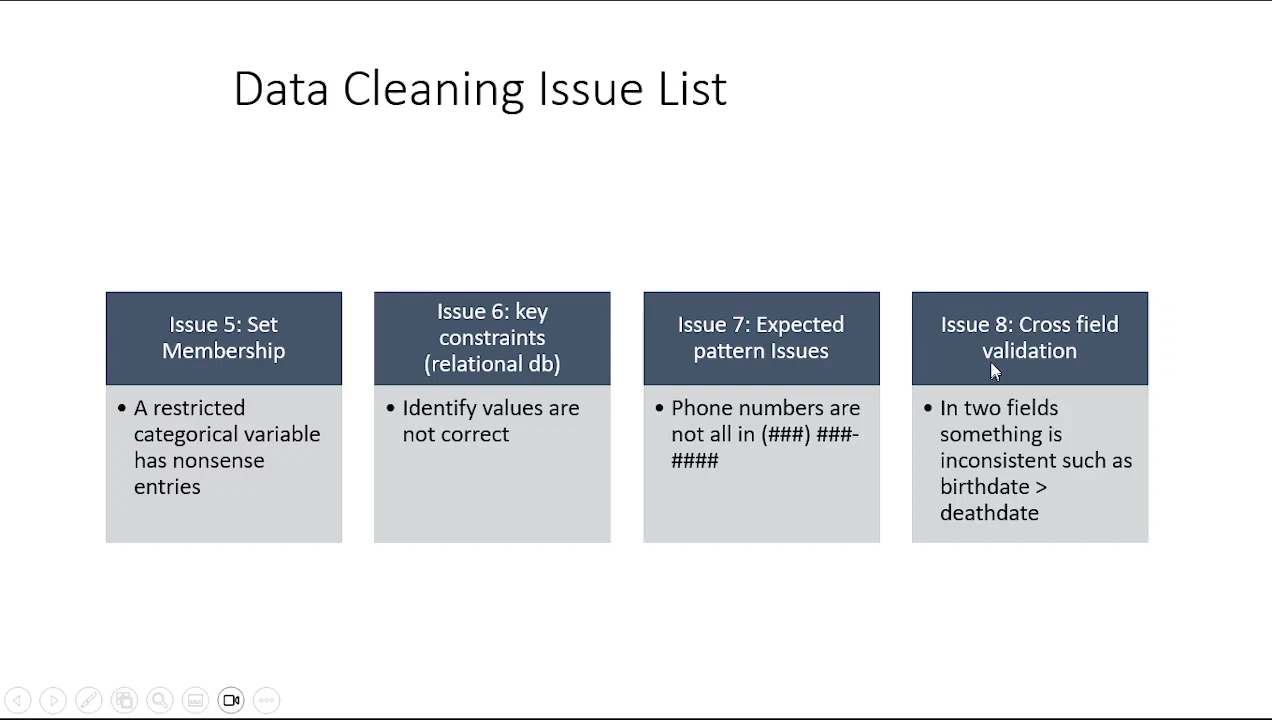 Data Cleaning Issue List
Issue 5: Set
Membership
• A restricted
categorical variable
has nonsense
entries
Issue 6: key
constraints
(relational db)
• Identify values are
not correct
Issue 7: Expected
pattern Issues
• Phone numbers are
not all in (###) ###-
####
Issue 8: Cross field
validation
• In two fields
something is
inconsistent such as
birthdate >
deathdate